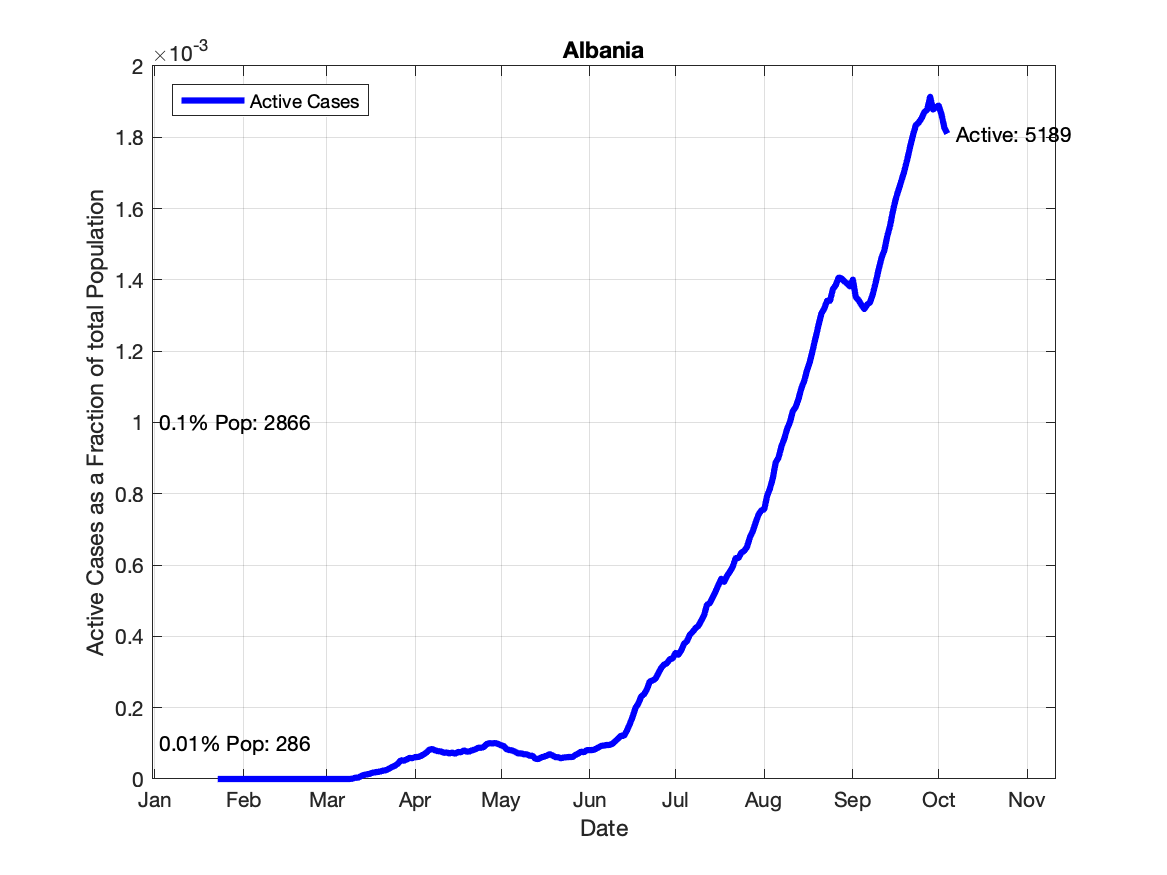 Albania
×10-3
Active Cases
2
1.8
1.6
1.4
1.2
1
0.8
0.6
0.4
0.2
0
Active Cases as a Fraction of total Population
Active: 5189
0.1% Pop: 2866
0.01% Pop: 286
Jan Feb Mar Apr May Jun Jul Aug Sep Oct Nov
Date